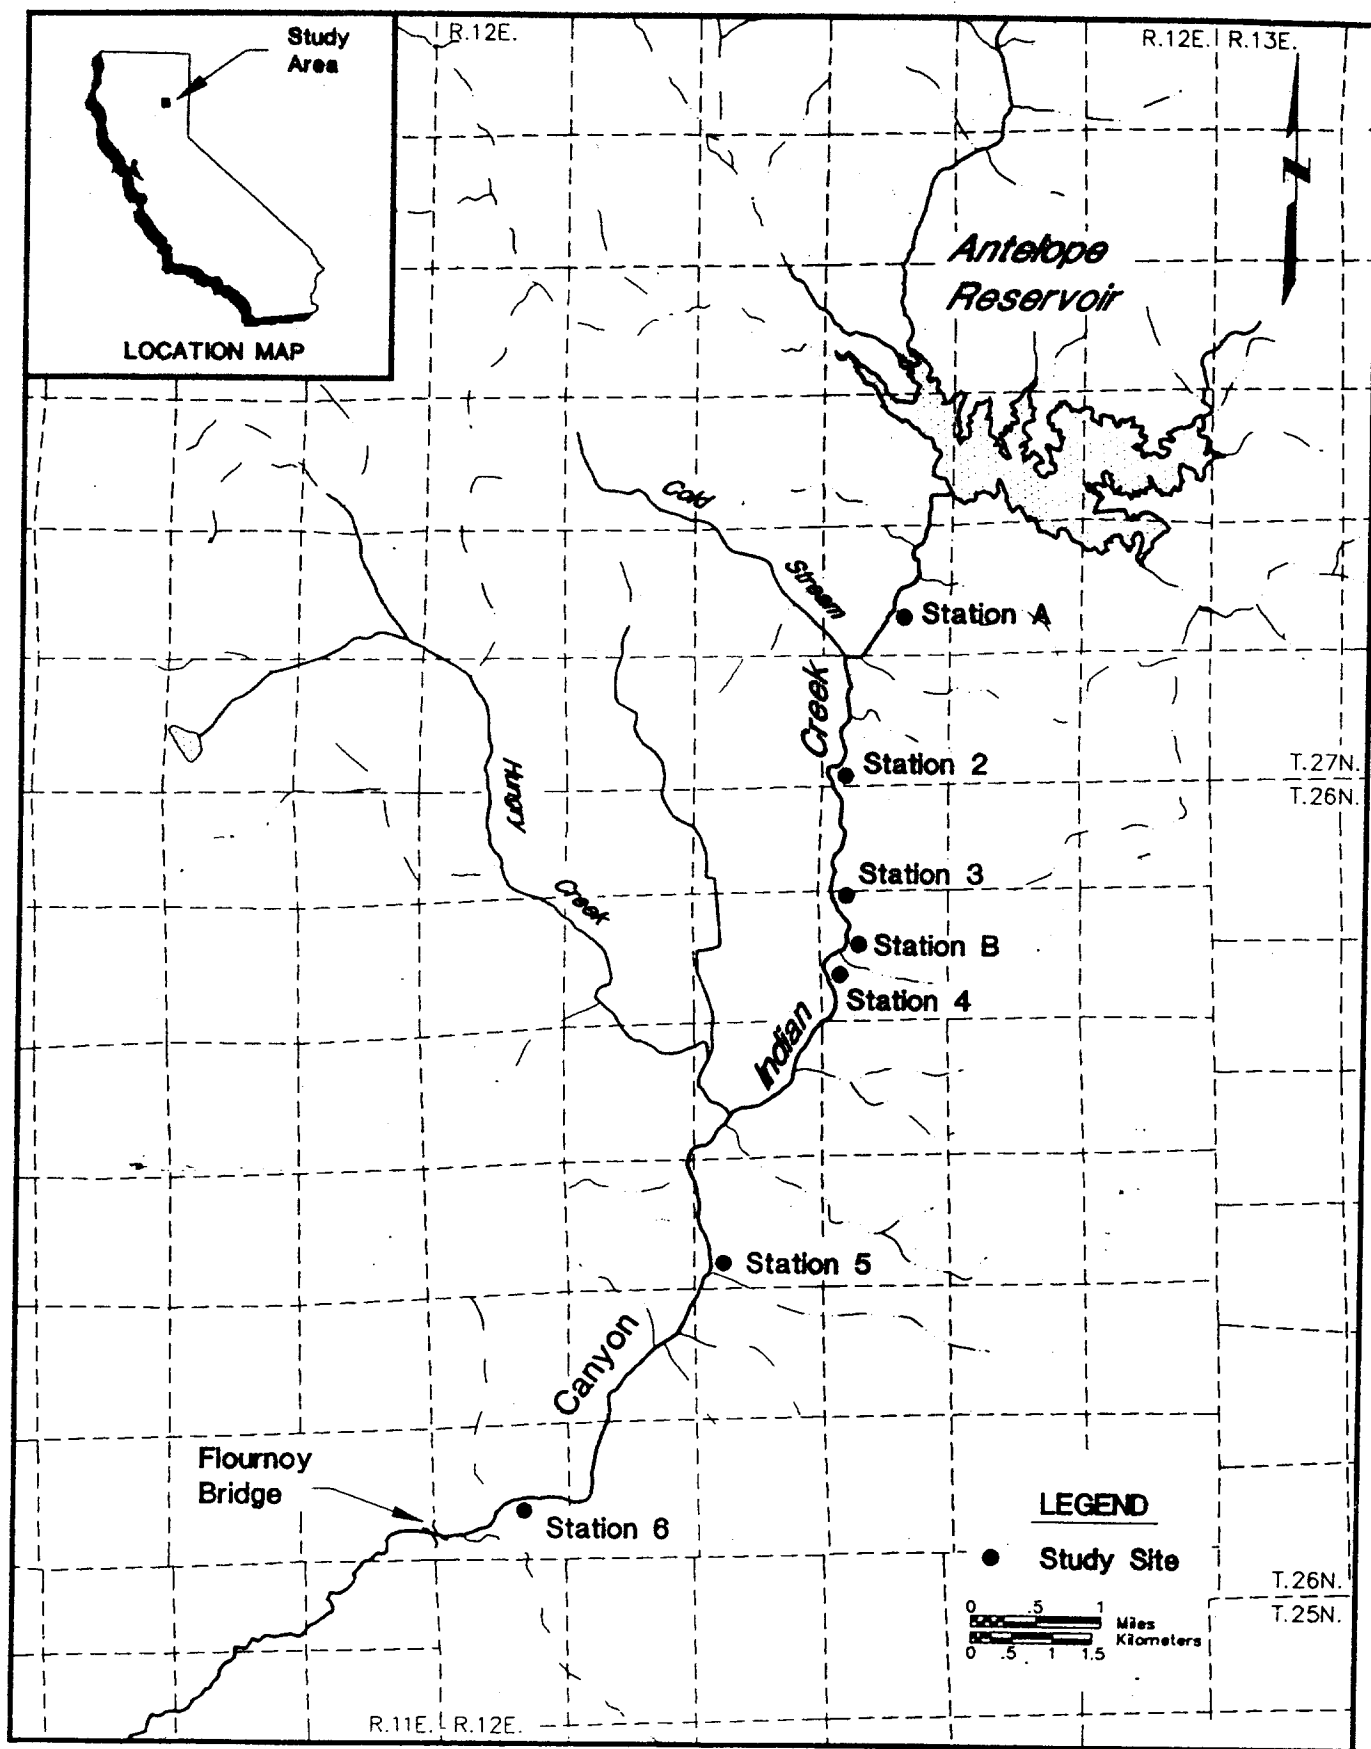 Study
Area
LOCATION MAP
R.12E.
R.12E. R.13E.
N
Antelope
Reservoir
Cold
Stream
Station A
Creek
Station 2
T.27N.
T.26N.
Hungry
Creek
Station 3
Station B
Station 4
Indian
Station 5
Canyon
Flournoy
Bridge
Station 6
LEGEND
Study Site
0 .5 1
Miles
Kilometers
0 .5 1 1.5
T.26N.
T.25N.
R.11E. R.12E.